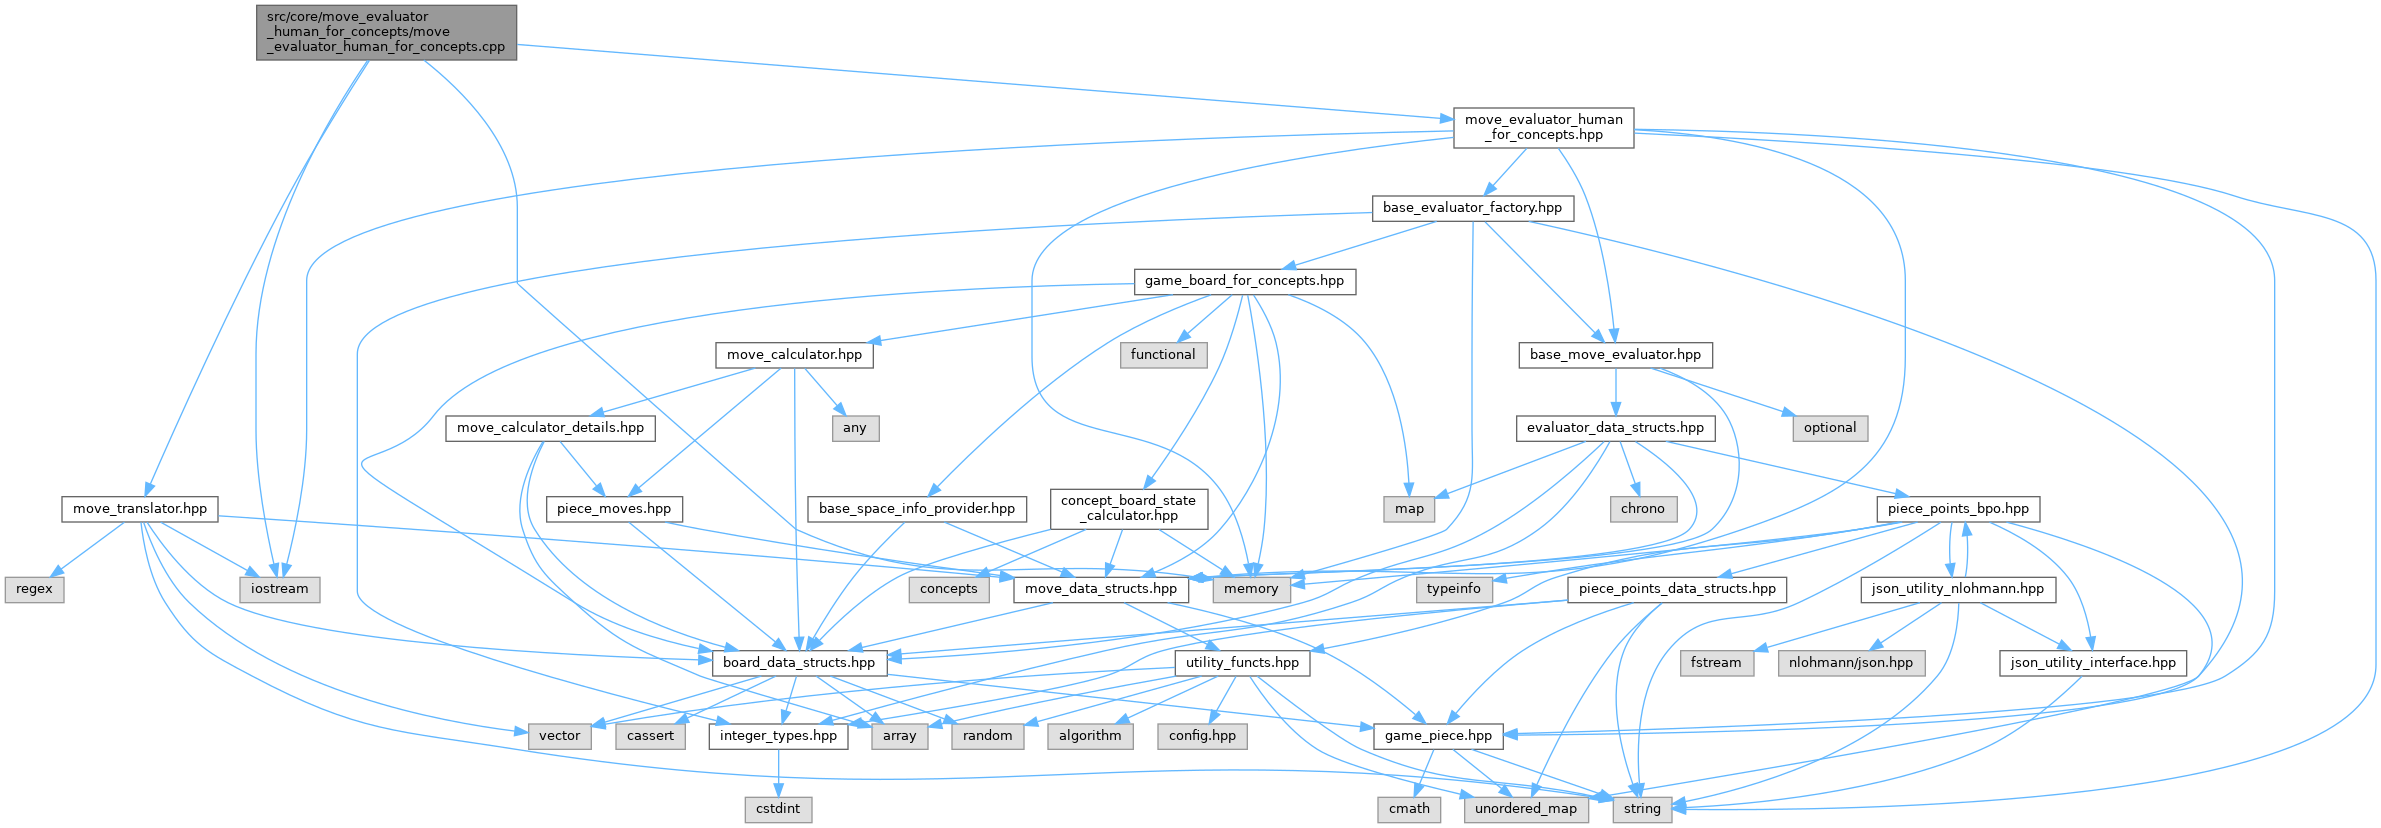 src/core/move_evaluator
_human_for_concepts/move
_evaluator_human_for_concepts.cpp
move_evaluator_human
_for_concepts.hpp
base_evaluator_factory.hpp
game_board_for_concepts.hpp
move_calculator.hpp
functional
base_move_evaluator.hpp
move_calculator_details.hpp
any
evaluator_data_structs.hpp
optional
move_translator.hpp
piece_moves.hpp
base_space_info_provider.hpp
concept_board_state
_calculator.hpp
map
chrono
piece_points_bpo.hpp
regex
iostream
concepts
move_data_structs.hpp
memory
typeinfo
piece_points_data_structs.hpp
json_utility_nlohmann.hpp
board_data_structs.hpp
utility_functs.hpp
fstream
nlohmann/json.hpp
json_utility_interface.hpp
vector
cassert
integer_types.hpp
array
random
algorithm
config.hpp
game_piece.hpp
cstdint
cmath
unordered_map
string